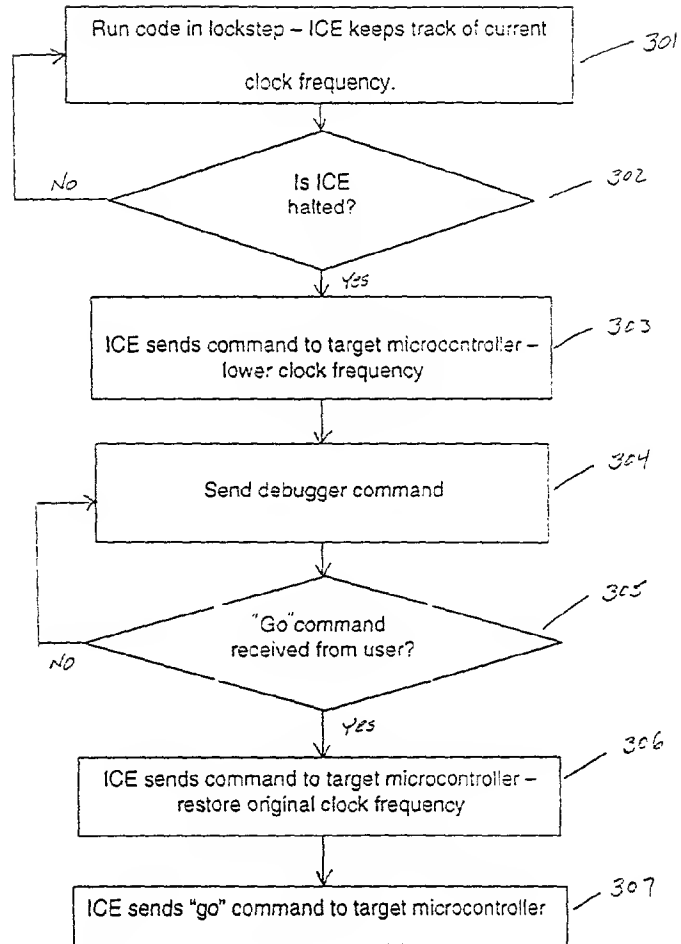 Run code in lockstep – ICE keeps track of current
clock frequency.
301
Is ICE
halted?
302
No
Yes
ICE sends command to target microcontroller –
lower clock frequency
303
Send debugger command
304
"Go" command
received from user?
305
No
Yes
ICE sends command to target microcontroller –
restore original clock frequency
306
ICE sends "go" command to target microcontroller
307